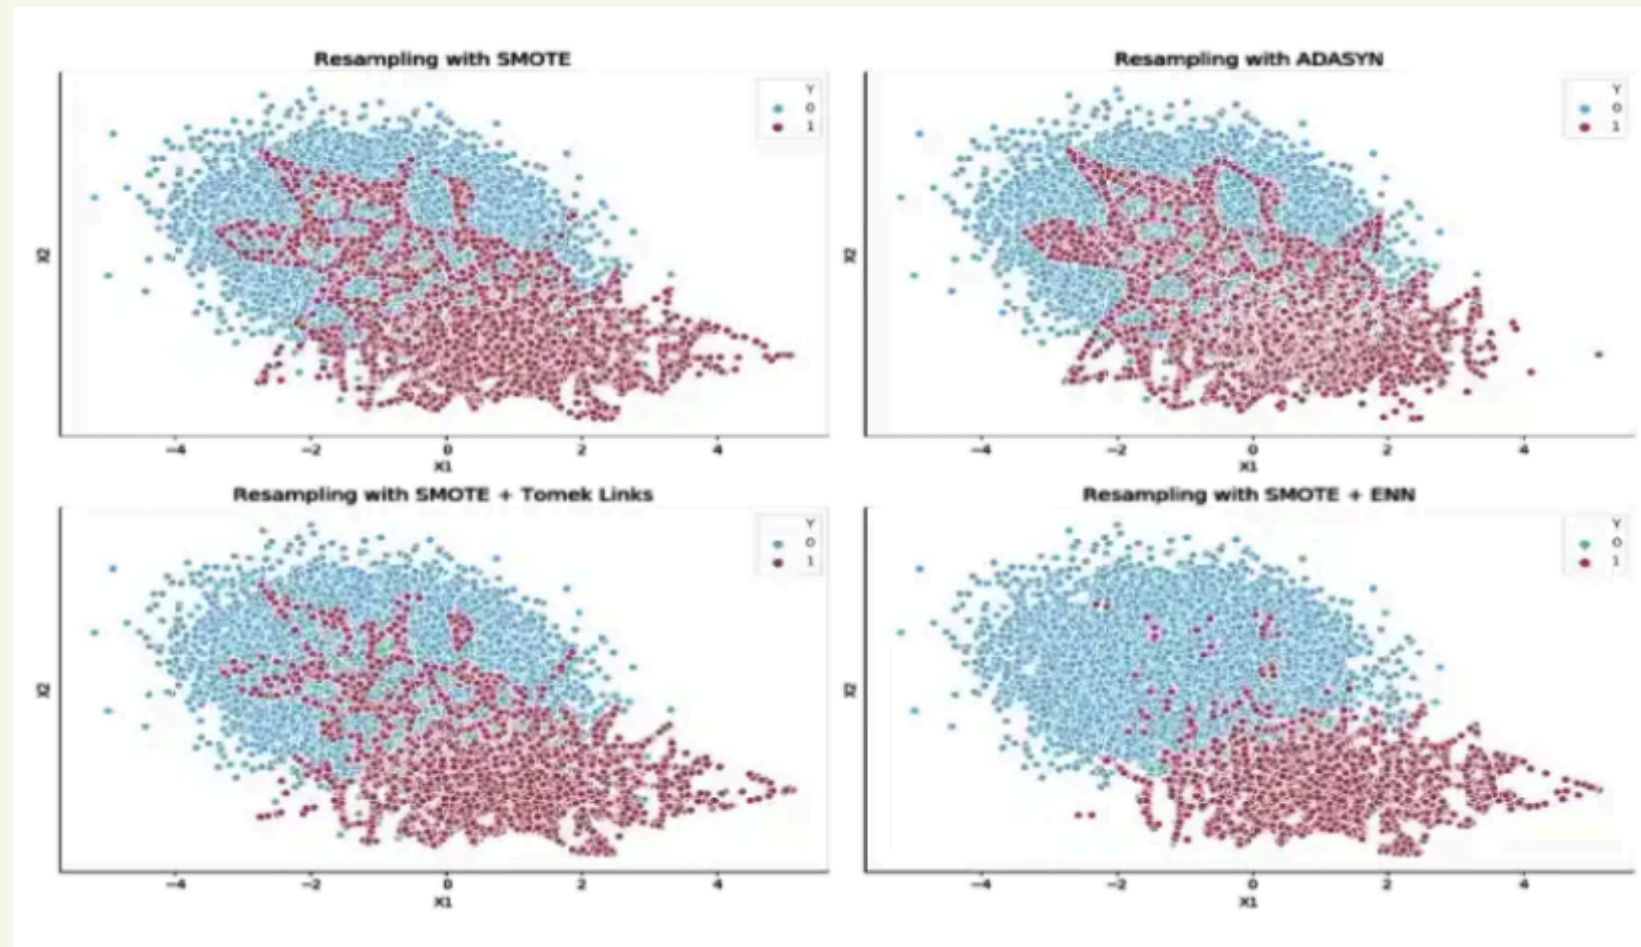 Resampling with SMOTE
Y
0
1
X2
−4 −2 0 2 4
X1
Resampling with ADASYN
Y
0
1
X2
−4 −2 0 2 4
X1
Resampling with SMOTE + Tomek Links
Y
0
1
X2
−4 −2 0 2 4
X1
Resampling with SMOTE + ENN
Y
0
1
X2
−4 −2 0 2 4
X1